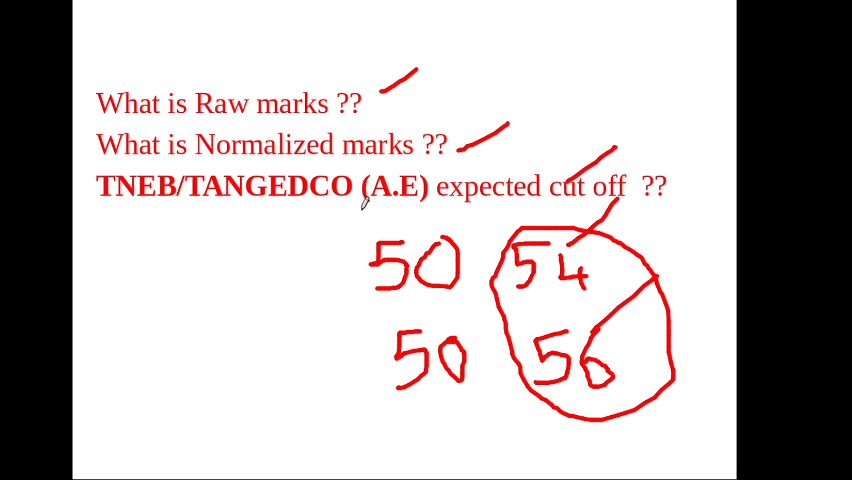 What is Raw marks ??
What is Normalized marks ??
TNEB/TANGEDCO (A.E) expected cut off ??
50 54
50 56